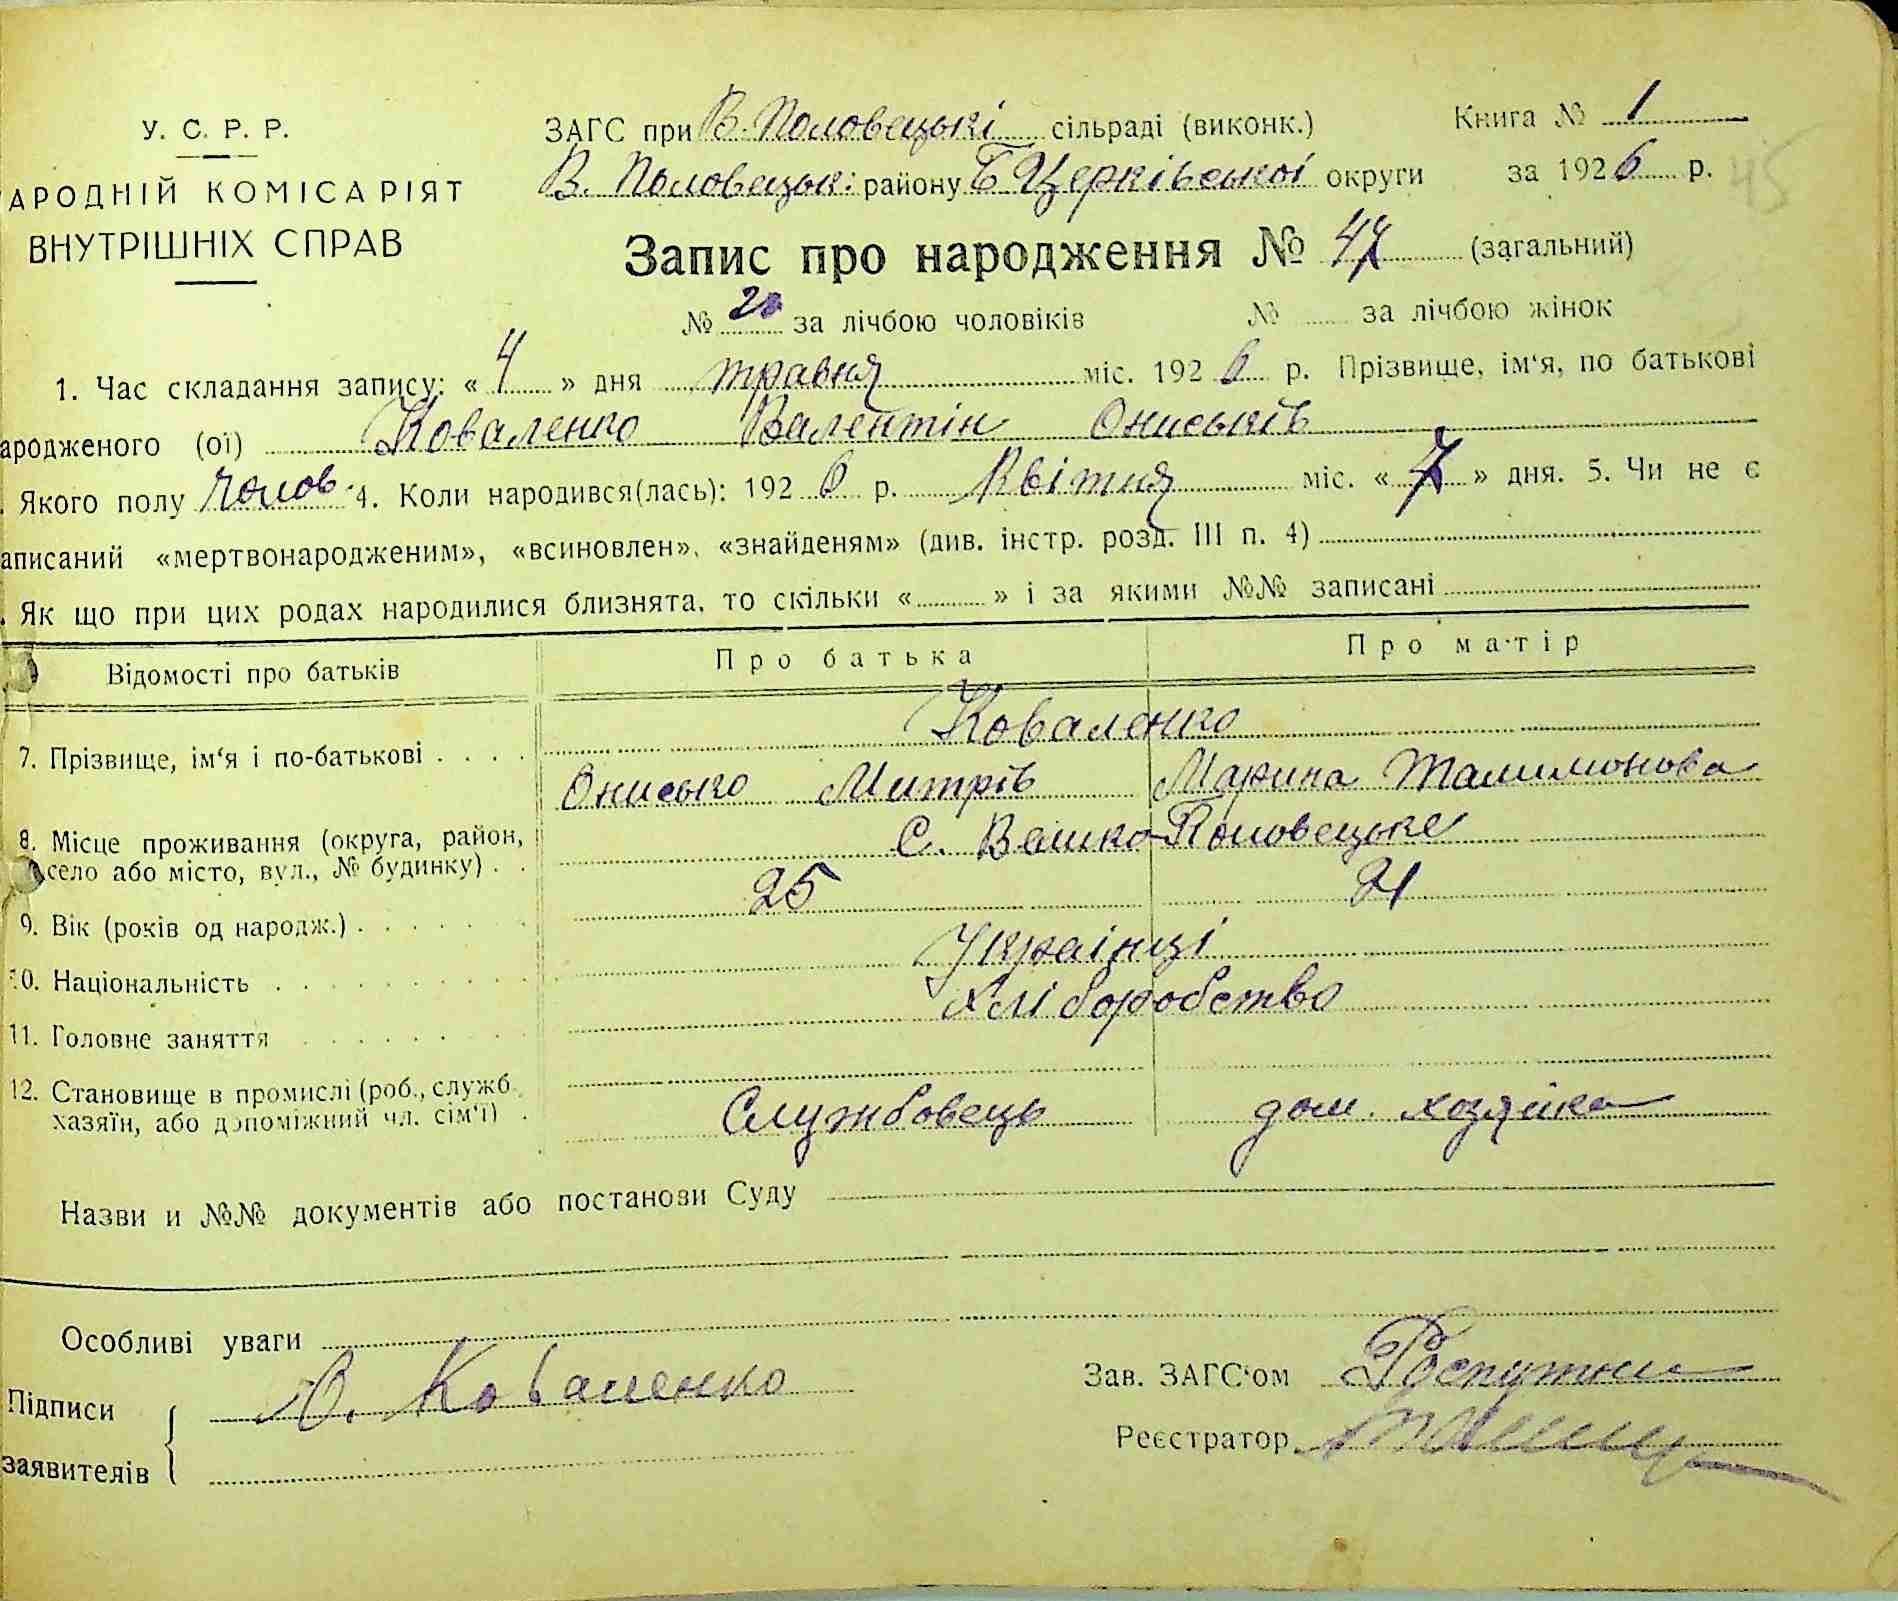 У. С. Р. Р.
АРОДНІЙ КОМІСАРІЯТ
ВНУТРІШНІХ СПРАВ
ЗАГС при В. Половецькі сільраді (виконк.) Книга № 1
В. Половецьк: району Б Церківської округи за 1926 р.
45
Запис про народження № 47 (загальний)
№ 20 за лічбою чоловіків № за лічбою жінок
1. Час складання запису: « 4 » дня травня міс. 1926 р. Прізвище, ім'я, по батькові
ародженого (ої) Коваленко Валентін Ониськів
. Якого полу чолов. 4. Коли народився(лась): 1926 р. Квітня міс. « 7 » дня. 5. Чи не є
аписаний «мертвонародженим», «всиновлен», «знайденям» (див. інстр. розд. III п. 4)
. Як що при цих родах народилися близнята, то скільки « » і за якими №№ записані
Відомості про батьків Про батька Про матір
Коваленко
7. Прізвище, ім'я і по-батькові
Онисько Митрів Марина Талимонова
8. Місце проживання (округа, район,
село або місто, вул., № будинку)
С. Велико-Половецьке
9. Вік (років од народж.) 25 21
10. Національність Українці
11. Головне заняття Хліборобство
12. Становище в промислі (роб., служб.
хазяїн, або допоміжний чл. сім'ї)
Службовець дом. хозяйка
Назви и №№ документів або постанови Суду
Особливі уваги
Підписи
заявителів
О. Коваленко
Зав. ЗАГС'ом
Реєстратор